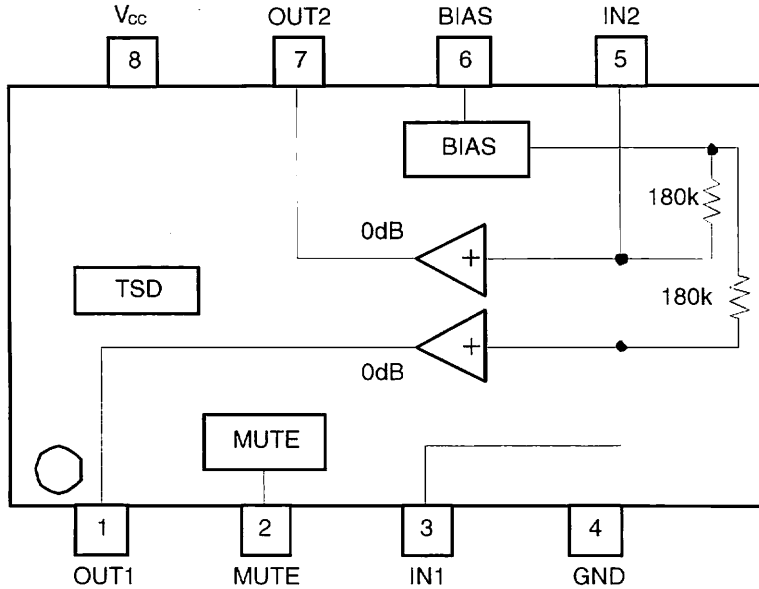 Vcc OUT2 BIAS IN2
8 7 6 5
BIAS
180k
0dB
+
TSD
180k
+
0dB
MUTE
1 2 3 4
OUT1 MUTE IN1 GND